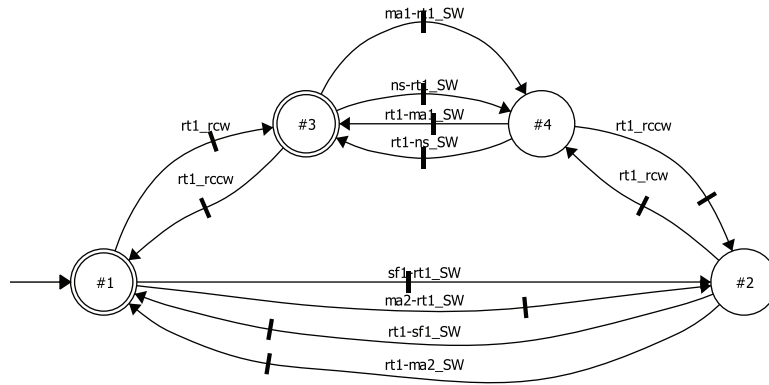 ma1-rt1_SW
ns-rt1_SW
rt1-ma1_SW
rt1-ns_SW
rt1_rcw
#3
#4
rt1_rccw
rt1_rccw
rt1_rcw
#1
sf1-rt1_SW
#2
ma2-rt1_SW
rt1-sf1_SW
rt1-ma2_SW